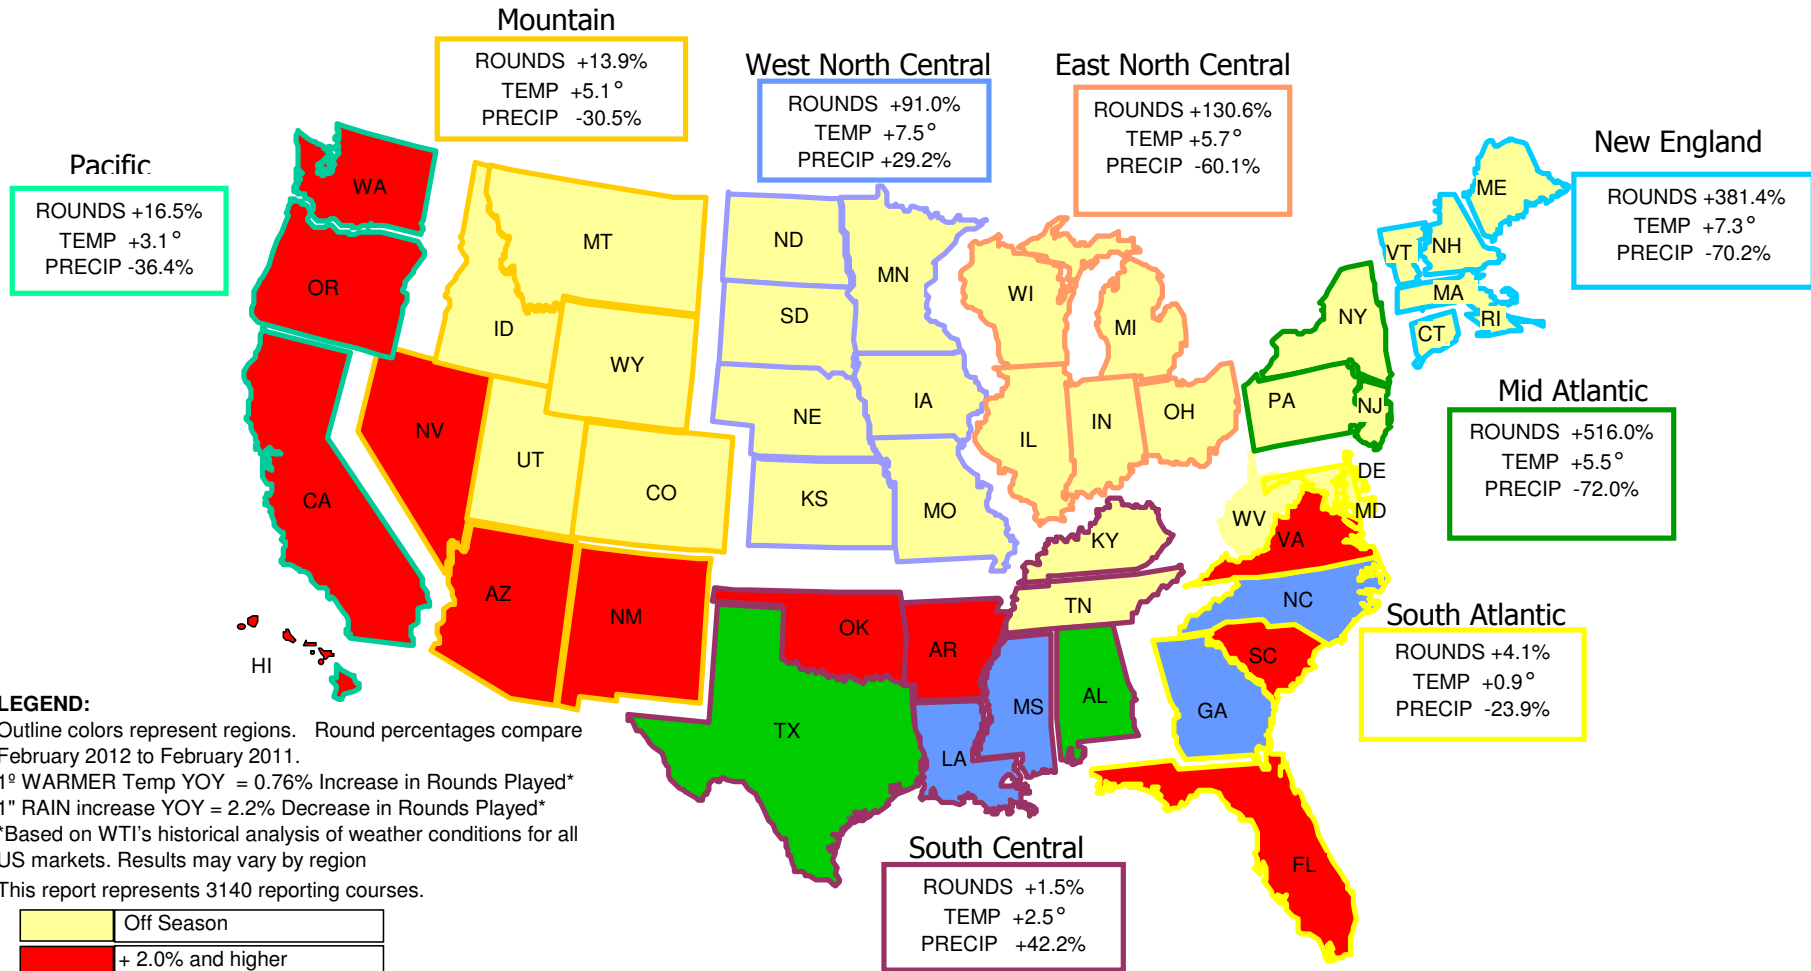 Mountain
ROUNDS +13.9%
TEMP +5.1°
PRECIP -30.5%
West North Central
ROUNDS +91.0%
TEMP +7.5°
PRECIP +29.2%
East North Central
ROUNDS +130.6%
TEMP +5.7°
PRECIP -60.1%
New England
ROUNDS +381.4%
TEMP +7.3°
PRECIP -70.2%
Pacific
ROUNDS +16.5%
TEMP +3.1°
PRECIP -36.4%
Mid Atlantic
ROUNDS +516.0%
TEMP +5.5°
PRECIP -72.0%
South Atlantic
ROUNDS +4.1%
TEMP +0.9°
PRECIP -23.9%
South Central
ROUNDS +1.5%
TEMP +2.5°
PRECIP +42.2%
WA
OR
CA
HI
MT
ID
WY
NV
UT
CO
AZ
NM
ND
SD
NE
KS
MN
IA
MO
WI
MI
IL
IN
OH
ME
VT
NH
MA
CT
RI
NY
PA
NJ
DE
MD
WV
VA
NC
SC
GA
FL
KY
TN
OK
AR
TX
LA
MS
AL
LEGEND:
Outline colors represent regions. Round percentages compare
February 2012 to February 2011.
1º WARMER Temp YOY = 0.76% Increase in Rounds Played*
1" RAIN increase YOY = 2.2% Decrease in Rounds Played*
*Based on WTI's historical analysis of weather conditions for all
US markets. Results may vary by region
This report represents 3140 reporting courses.
Off Season
+ 2.0% and higher